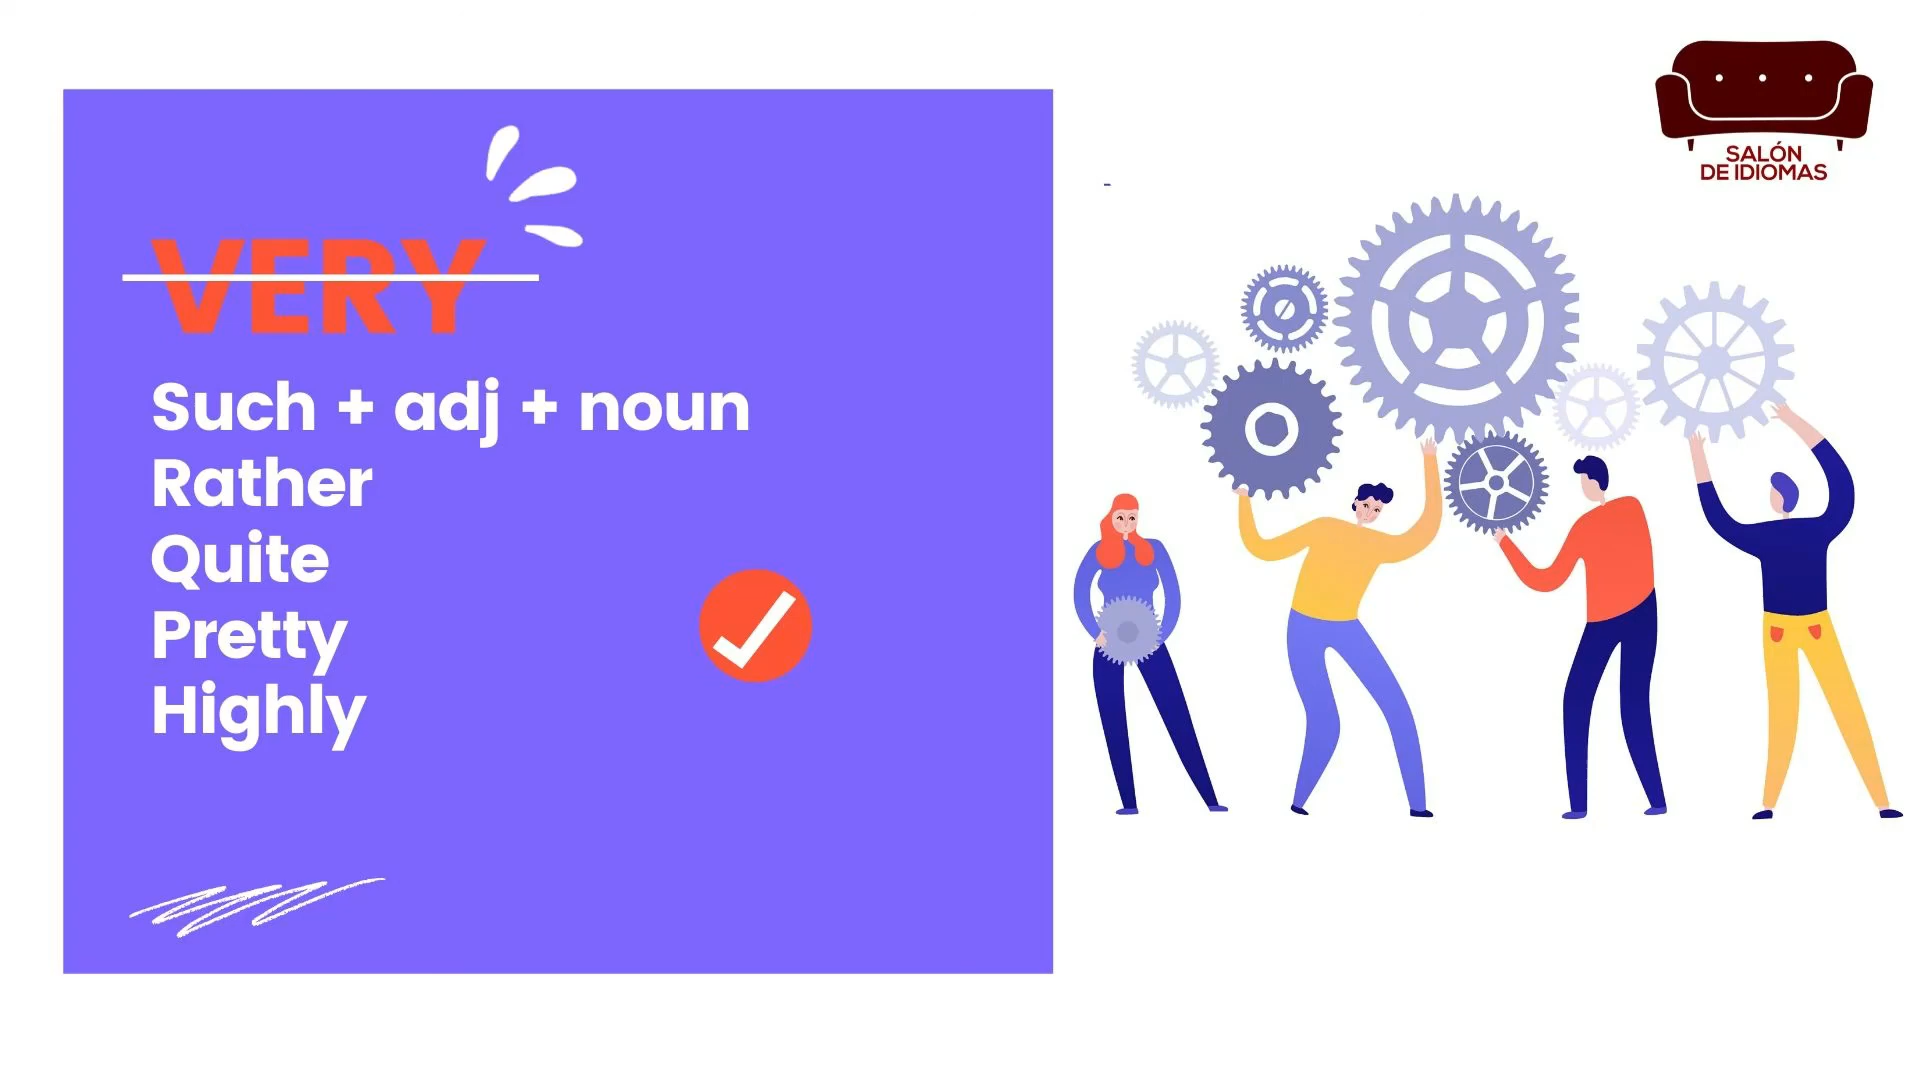 VERY
Such + adj + noun
Rather
Quite
Pretty
Highly
SALÓN
DE IDIOMAS